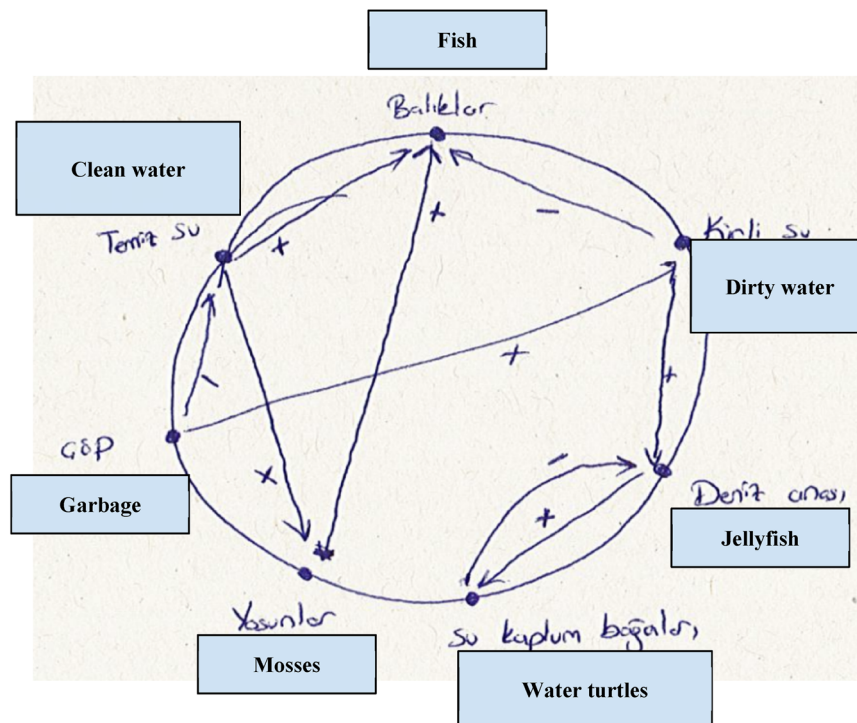 Fish
Balıklar
Clean water
Temiz su
+
+
-
Kirli su
Dirty water
+
+
-
Çöp
Garbage
+
-
+
Deniz anası
Jellyfish
Yosunlar
Mosses
su kaplum bağaları
Water turtles